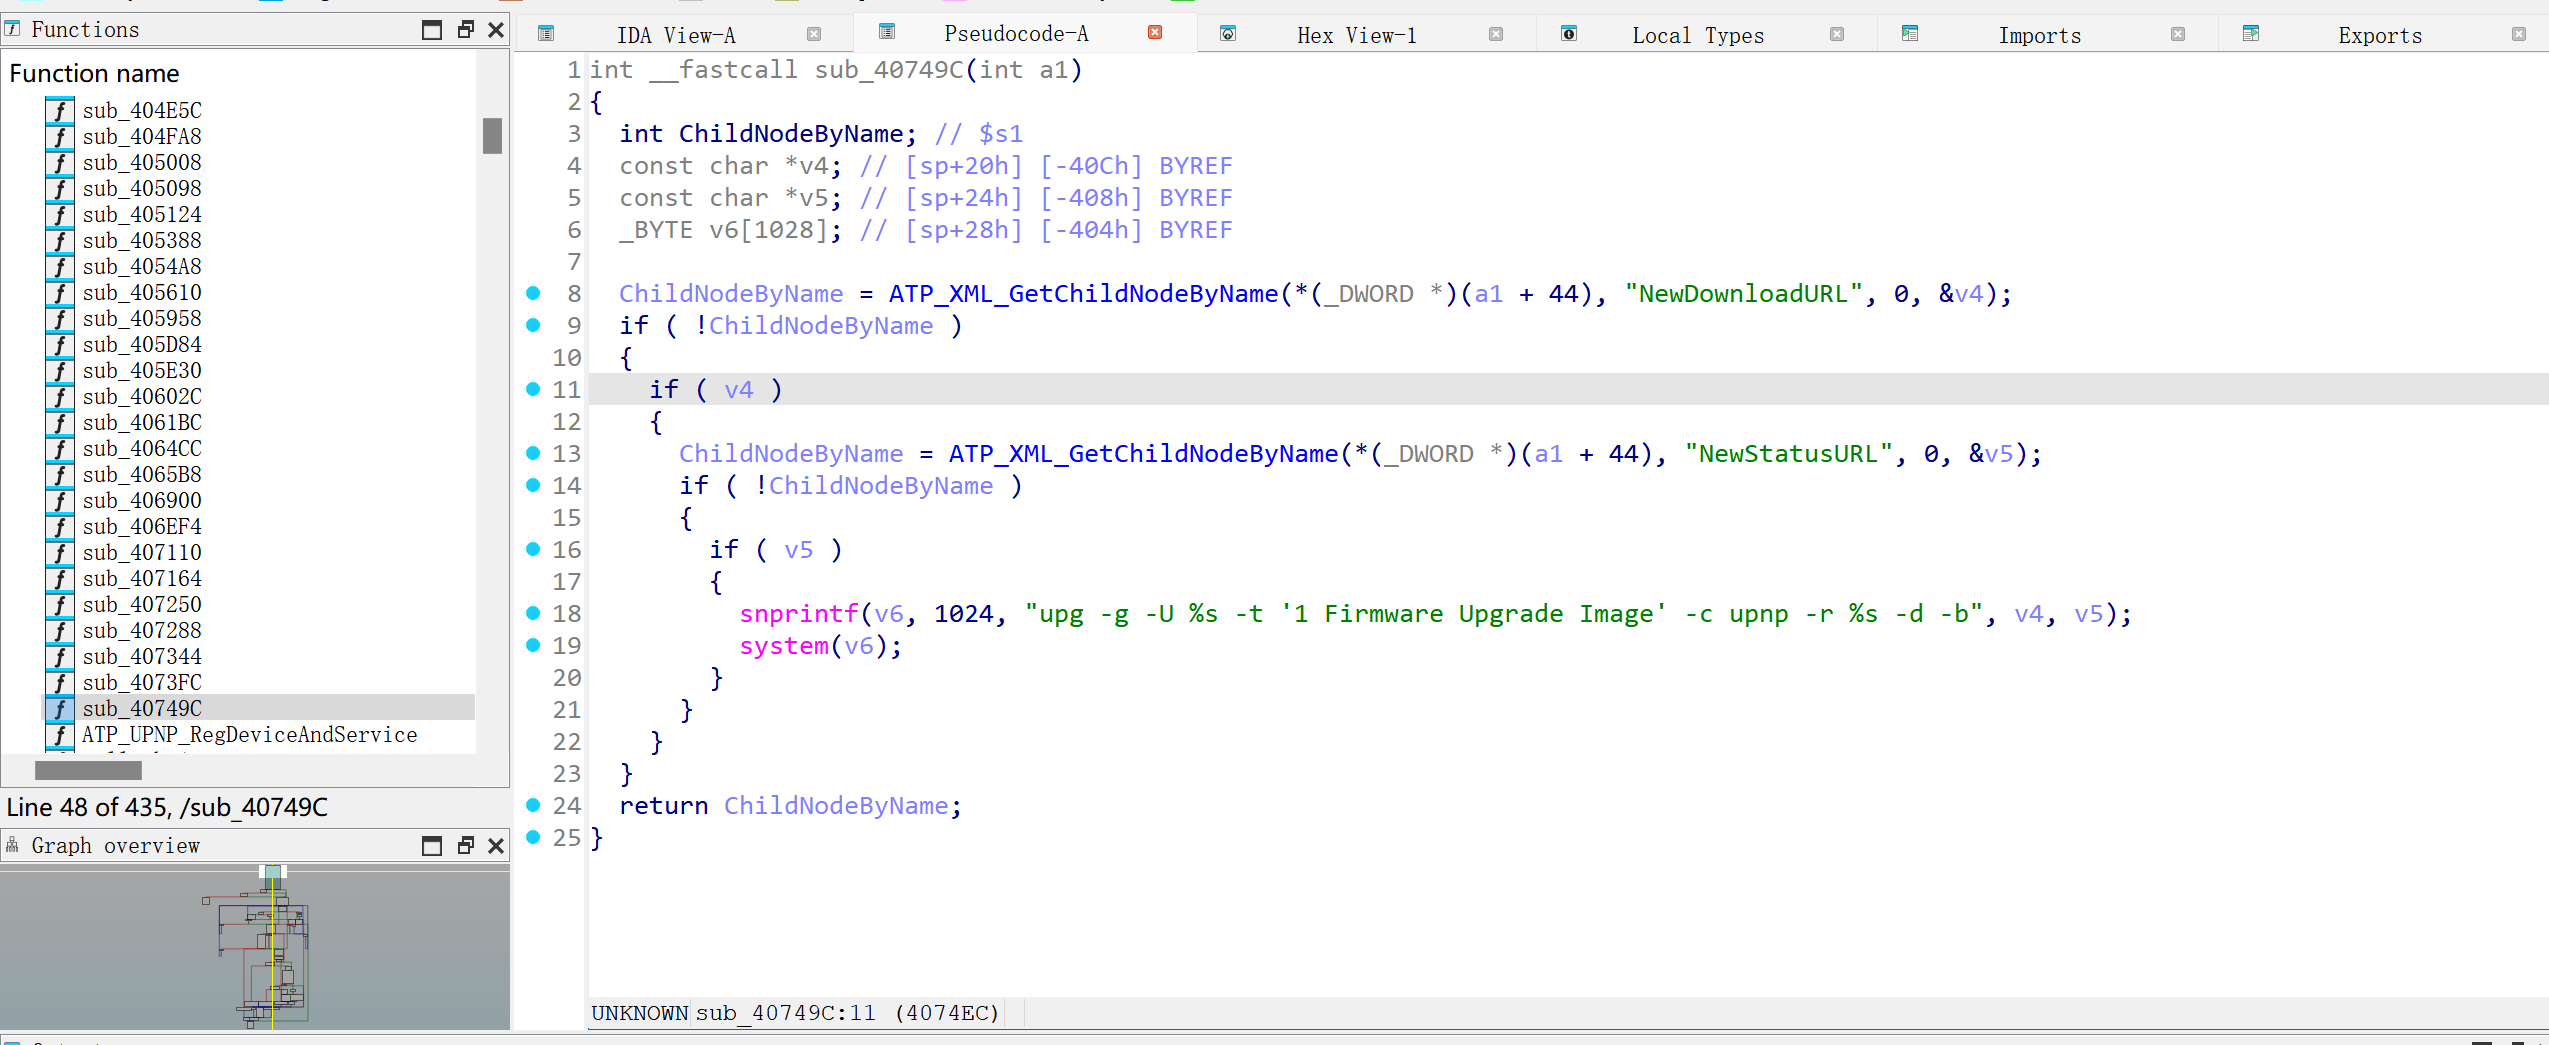 Functions
IDA View-A
Pseudocode-A
Hex View-1
Local Types
Imports
Exports
Function name
sub_404E5C
sub_404FA8
sub_405008
sub_405098
sub_405124
sub_405388
sub_4054A8
sub_405610
sub_405958
sub_405D84
sub_405E30
sub_40602C
sub_4061BC
sub_4064CC
sub_4065B8
sub_406900
sub_406EF4
sub_407110
sub_407164
sub_407250
sub_407288
sub_407344
sub_4073FC
sub_40749C
ATP_UPNP_RegDeviceAndService
Line 48 of 435, /sub_40749C
Graph overview
1 int __fastcall sub_40749C(int a1)
2 {
3 int ChildNodeByName; // $s1
4 const char *v4; // [sp+20h] [-40Ch] BYREF
5 const char *v5; // [sp+24h] [-408h] BYREF
6 _BYTE v6[1028]; // [sp+28h] [-404h] BYREF
7
8 ChildNodeByName = ATP_XML_GetChildNodeByName(*(_DWORD *)(a1 + 44), "NewDownloadURL", 0, &v4);
9 if ( !ChildNodeByName )
10 {
11 if ( v4 )
12 {
13 ChildNodeByName = ATP_XML_GetChildNodeByName(*(_DWORD *)(a1 + 44), "NewStatusURL", 0, &v5);
14 if ( !ChildNodeByName )
15 {
16 if ( v5 )
17 {
18 snprintf(v6, 1024, "upg -g -U %s -t '1 Firmware Upgrade Image' -c upnp -r %s -d -b", v4, v5);
19 system(v6);
20 }
21 }
22 }
23 }
24 return ChildNodeByName;
25 }
UNKNOWN sub_40749C:11 (4074EC)